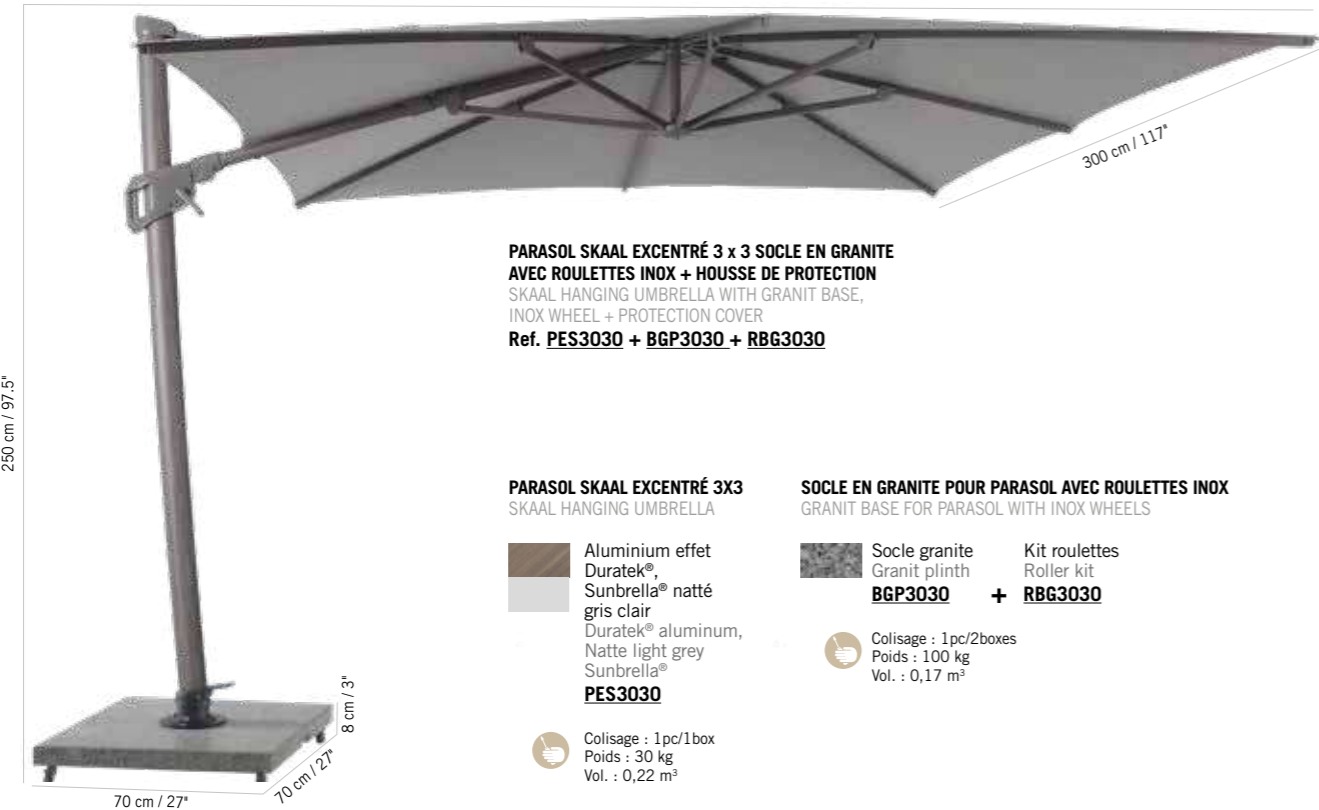 300 cm / 117"
PARASOL SKAAL EXCENTRÉ 3 x 3 SOCLE EN GRANITE
AVEC ROULETTES INOX + HOUSSE DE PROTECTION
SKAAL HANGING UMBRELLA WITH GRANIT BASE,
INOX WHEEL + PROTECTION COVER
Ref. PES3030 + BGP3030 + RBG3030
250 cm / 97.5"
PARASOL SKAAL EXCENTRÉ 3X3
SKAAL HANGING UMBRELLA
Aluminium effet
Duratek®,
Sunbrella® natté
gris clair
Duratek® aluminum,
Natte light grey
Sunbrella®
PES3030
Colisage : 1pc/1box
Poids : 30 kg
Vol. : 0,22 m³
SOCLE EN GRANITE POUR PARASOL AVEC ROULETTES INOX
GRANIT BASE FOR PARASOL WITH INOX WHEELS
Socle granite
Granit plinth
BGP3030
+
Kit roulettes
Roller kit
RBG3030
Colisage : 1pc/2boxes
Poids : 100 kg
Vol. : 0,17 m³
8 cm / 3"
70 cm / 27"
70 cm / 27"